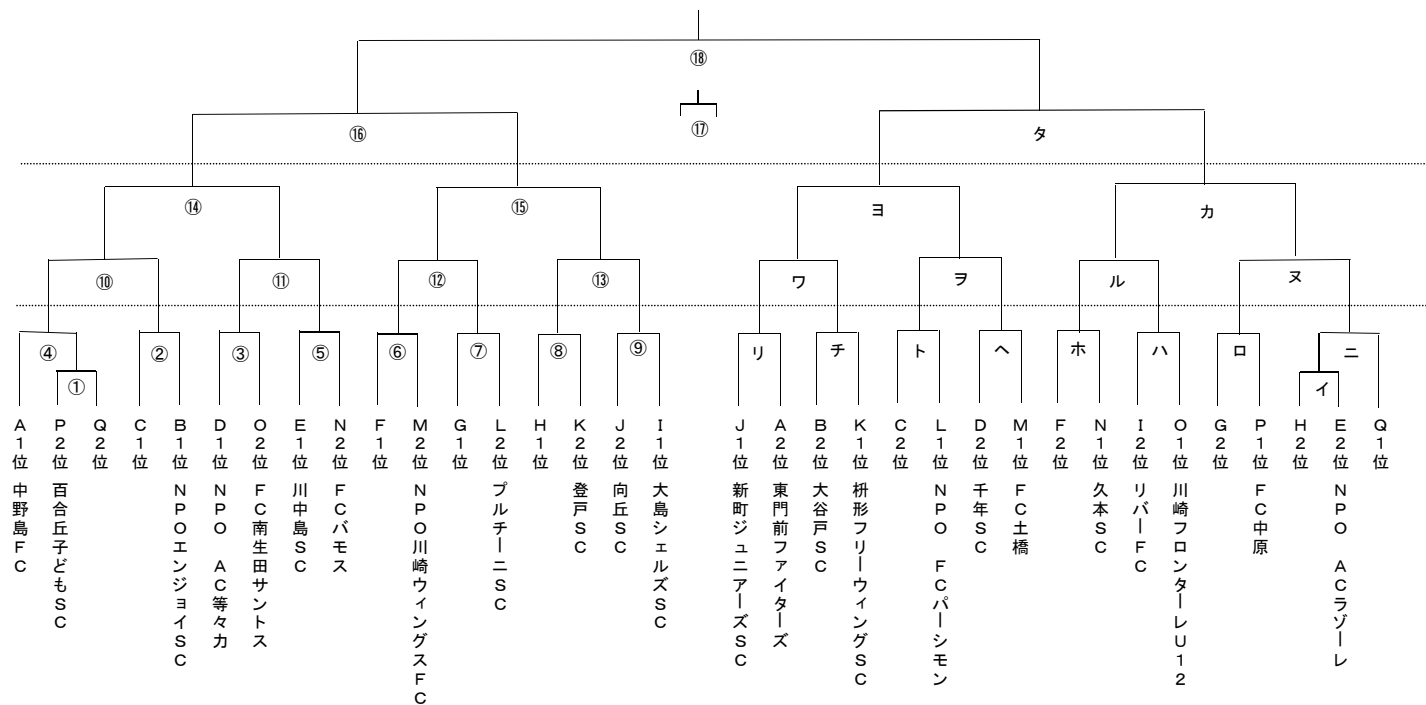 ⑱
⑰
⑯
タ
⑭
⑮
ヨ
カ
⑩
⑪
⑫
⑬
ワ
ヲ
ル
ヌ
④
②
③
⑤
⑥
⑦
⑧
⑨
リ
チ
ト
ヘ
ホ
ハ
ロ
ニ
①
イ
A1位 中野島FC
P2位 百合丘子どもSC
Q2位
C1位
B1位 NPOエンジョイSC
D1位 NPO AC等々力
O2位 FC南生田サントス
E1位 川中島SC
N2位 FCバモス
F1位
M2位 NPO川崎ウィングスFC
G1位
L2位 プルチーニSC
H1位
K2位 登戸SC
J2位 向丘SC
I1位 大島シェルズSC
J1位 新町ジュニアーズSC
A2位 東門前ファイターズ
B2位 大谷戸SC
K1位 枡形フリーウィングSC
C2位
L1位 NPO FCパーシモン
D2位 千年SC
M1位 FC土橋
F2位
N1位 久本SC
I2位 リバーFC
O1位 川崎フロンターレU12
G2位
P1位 FC中原
H2位
E2位 NPO ACラゾーレ
Q1位